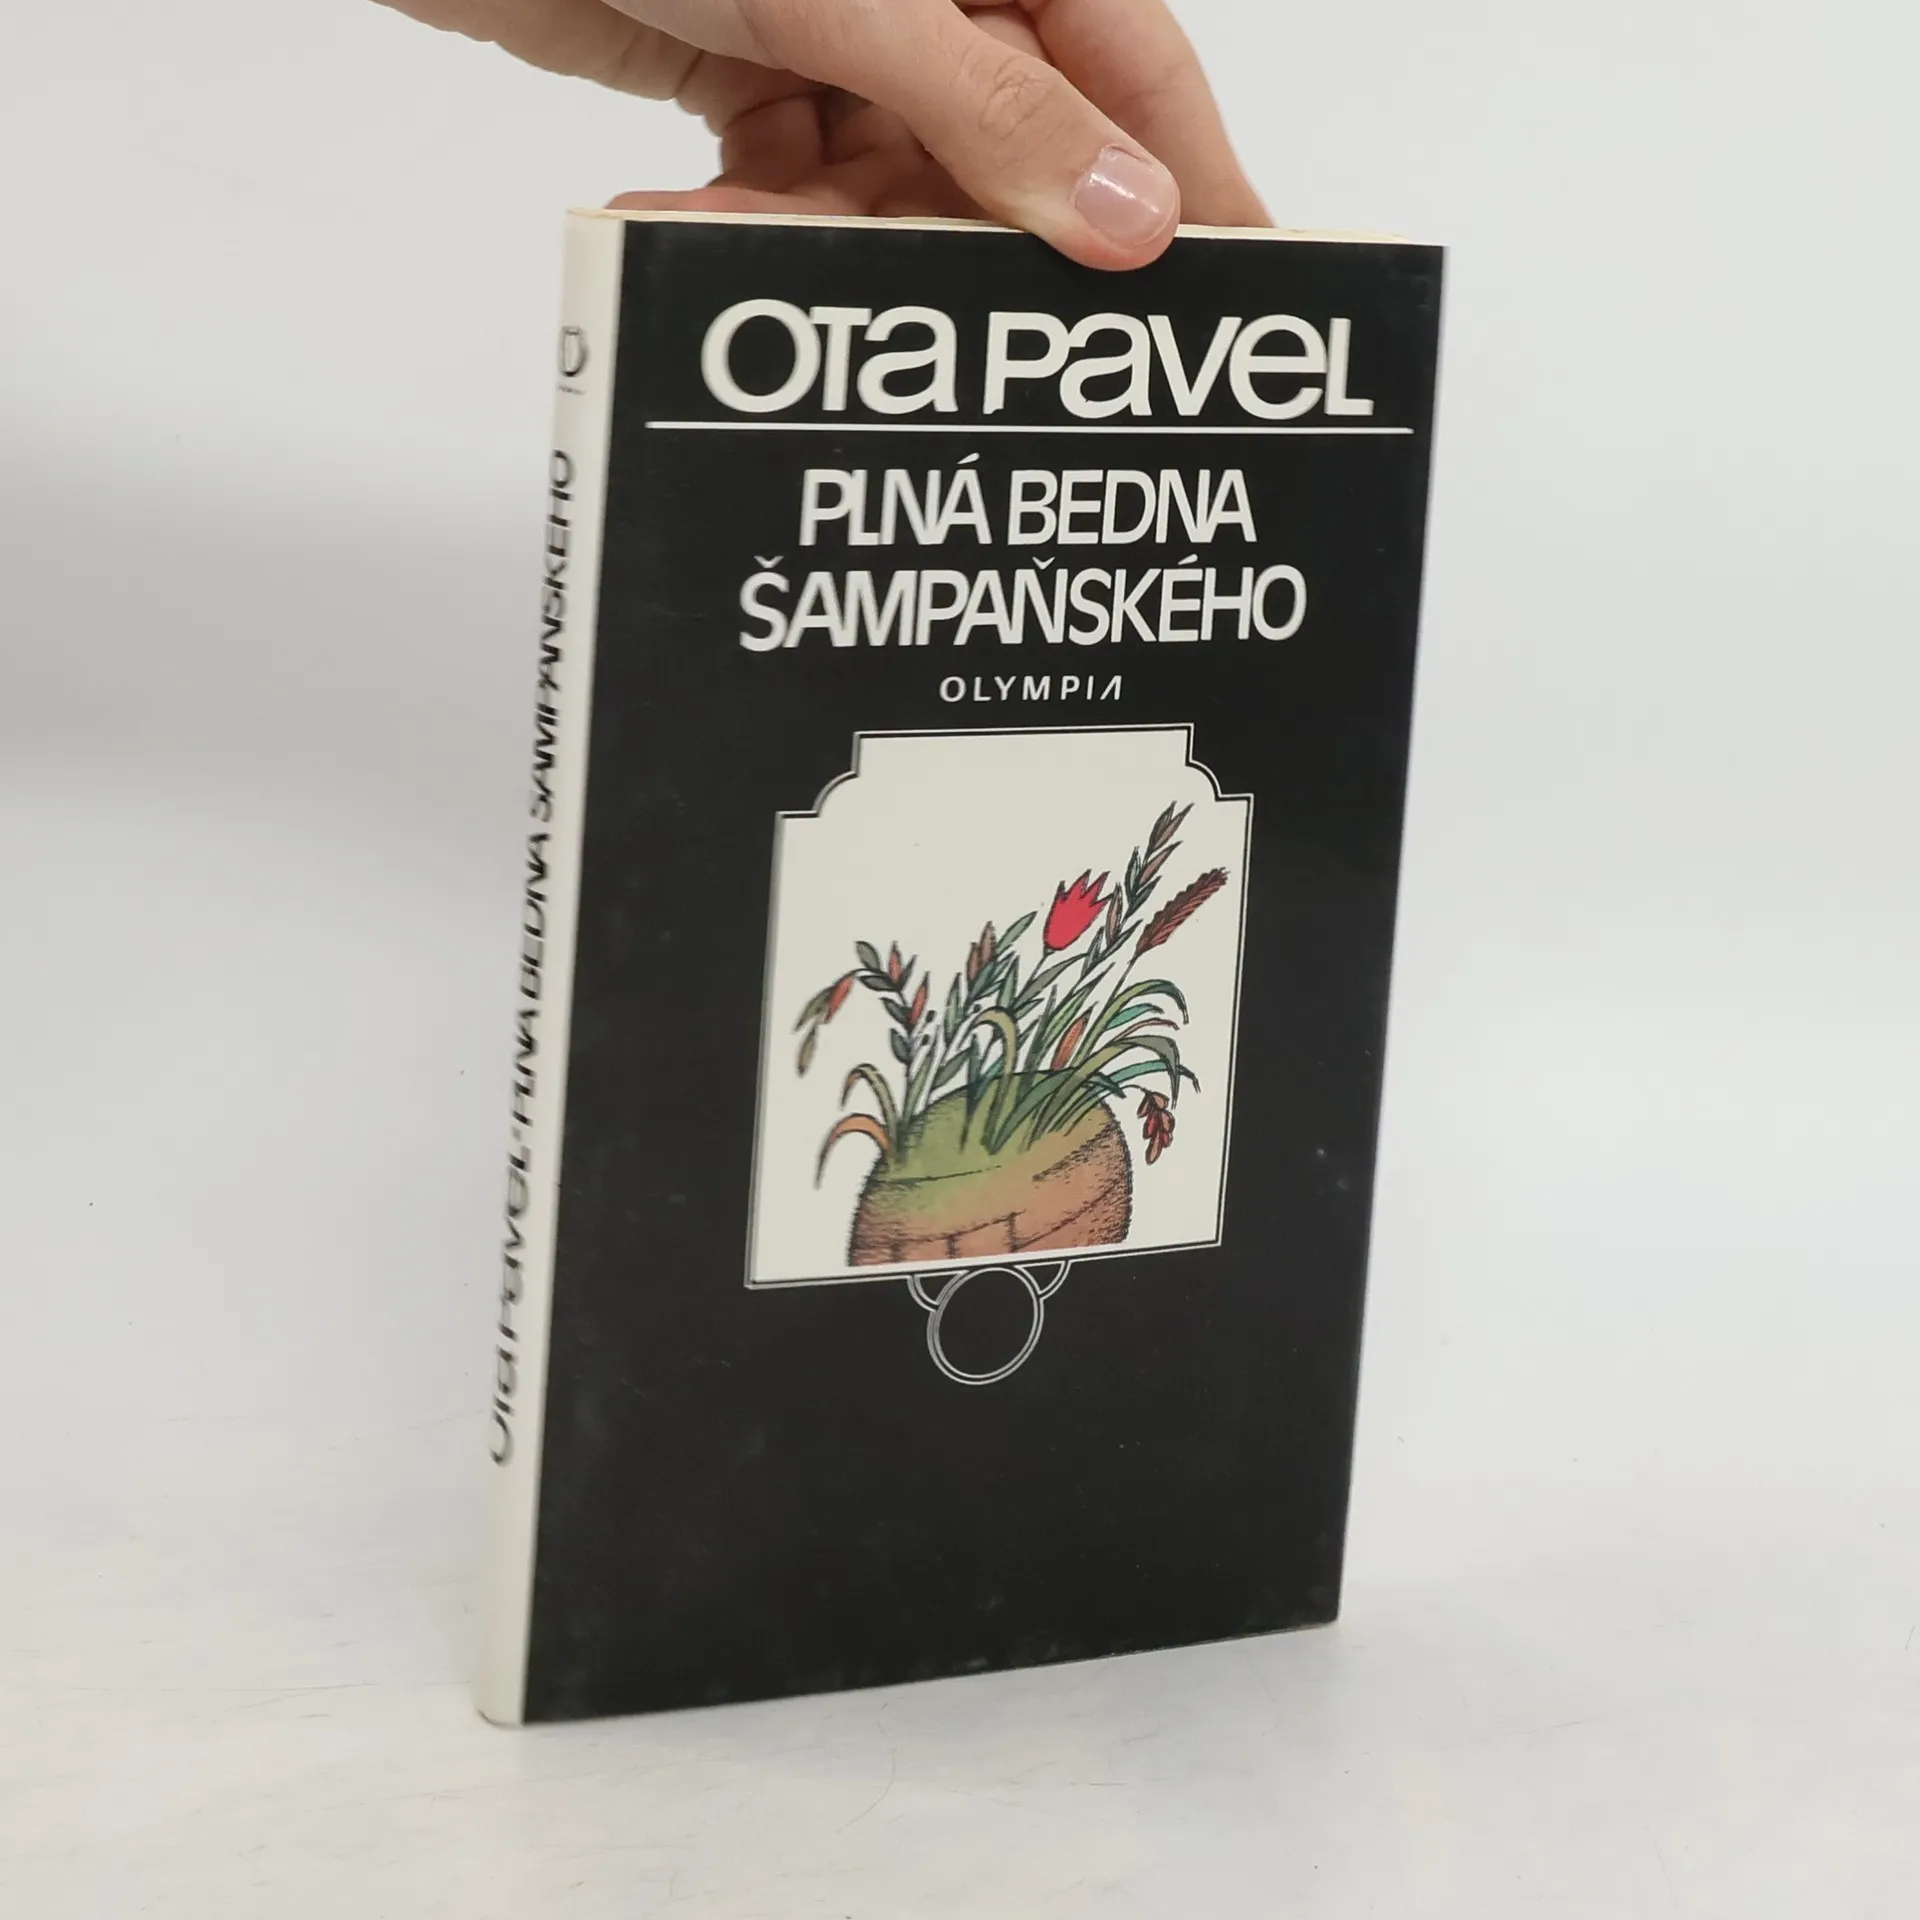 OTA PAVEL
PLNÁ BEDNA
ŠAMPAŇSKÉHO
OLYMPIA
OTA PAVEL: PLNÁ BEDNA ŠAMPAŇSKÉHO